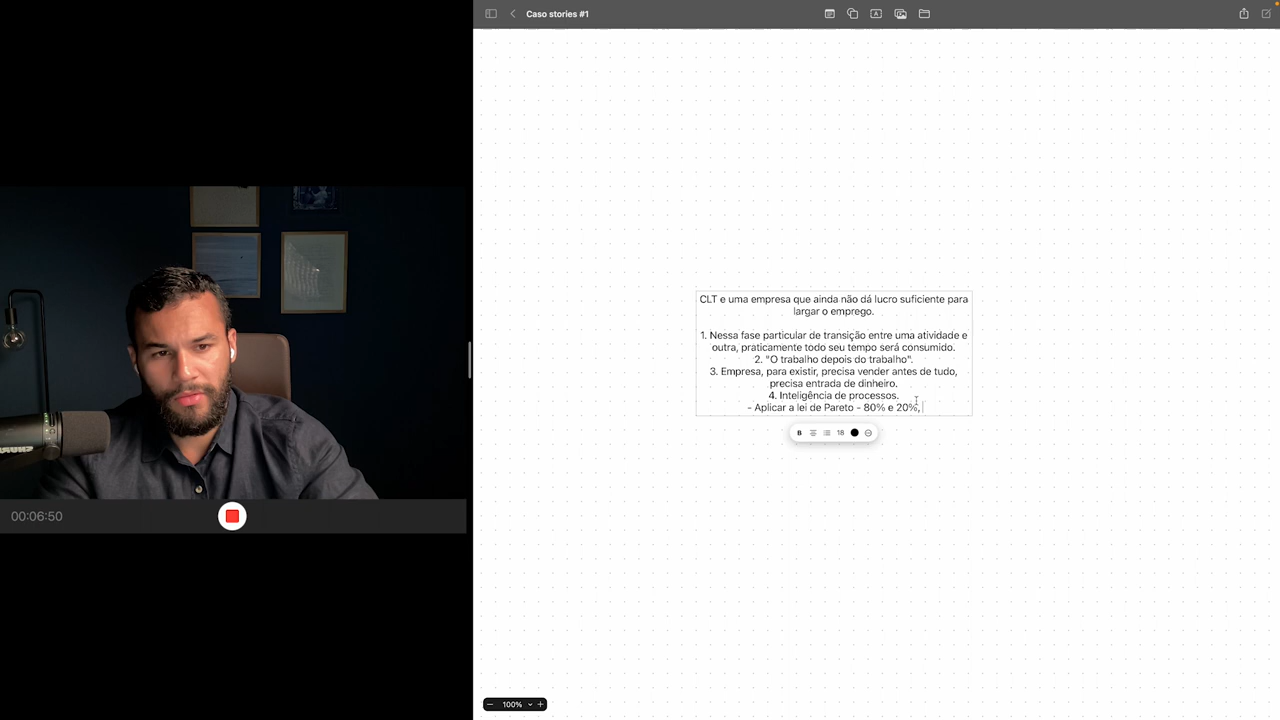 Caso stories #1
CLT e uma empresa que ainda não dá lucro suficiente para
largar o emprego.
1. Nessa fase particular de transição entre uma atividade e
outra, praticamente todo seu tempo será consumido.
2. "O trabalho depois do trabalho".
3. Empresa, para existir, precisa vender antes de tudo,
precisa entrada de dinheiro.
4. Inteligência de processos.
- Aplicar a lei de Pareto - 80% e 20%,
B
18
00:06:50
100%